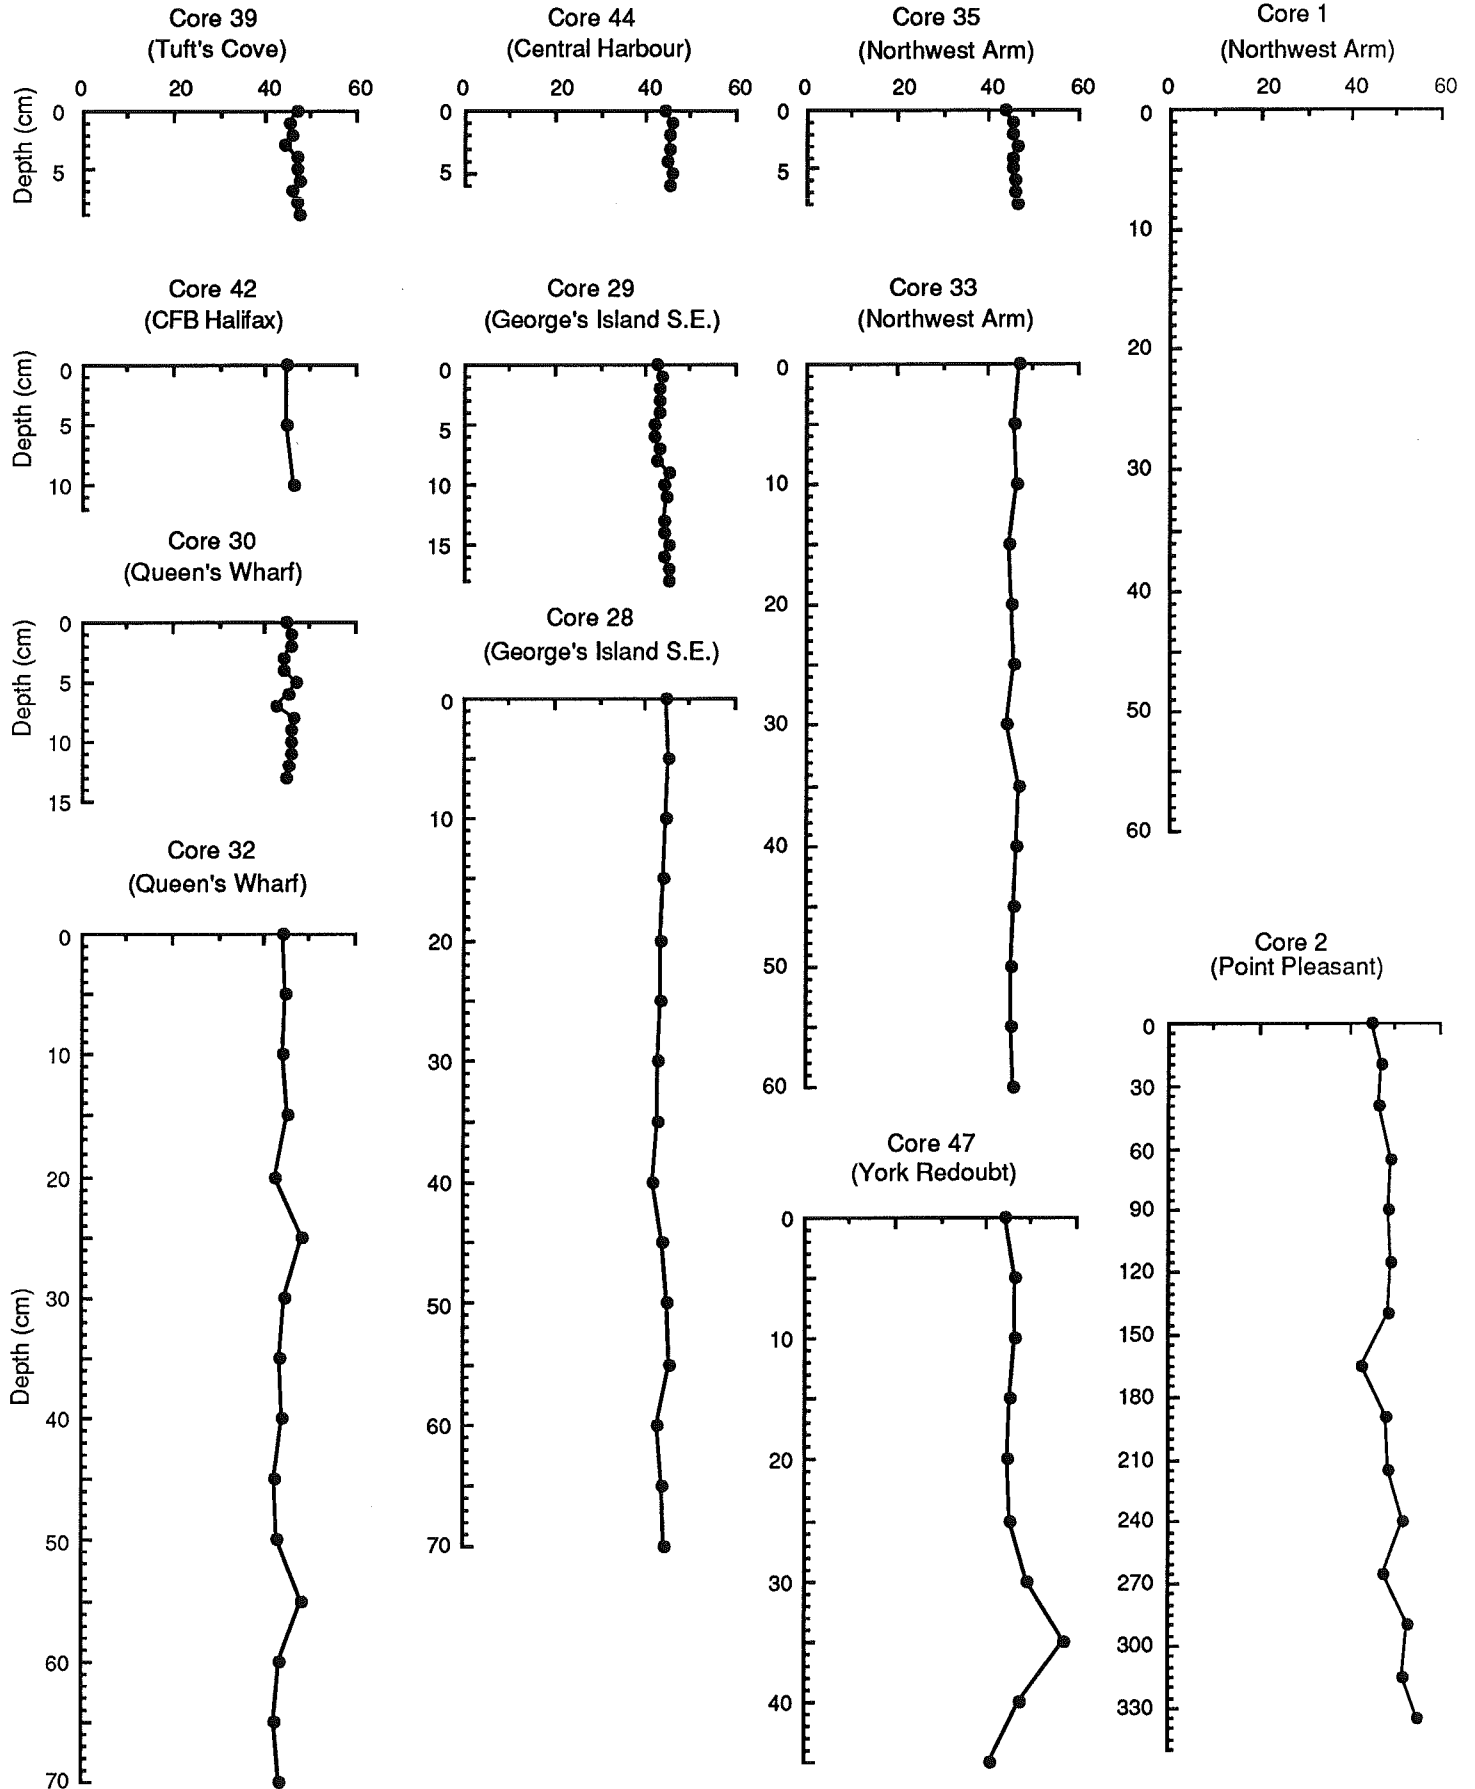 Core 39
(Tuft's Cove)
0 20 40 60
Depth (cm)
0
5
Core 42
(CFB Halifax)
Depth (cm)
0
5
10
Core 30
(Queen's Wharf)
Depth (cm)
0
5
10
15
Core 32
(Queen's Wharf)
Depth (cm)
0
10
20
30
40
50
60
70
Core 44
(Central Harbour)
0 20 40 60
0
5
Core 29
(George's Island S.E.)
0
5
10
15
Core 28
(George's Island S.E.)
0
10
20
30
40
50
60
70
Core 35
(Northwest Arm)
0 20 40 60
0
5
Core 33
(Northwest Arm)
0
10
20
30
40
50
60
Core 47
(York Redoubt)
0
10
20
30
40
Core 1
(Northwest Arm)
0 20 40 60
0
10
20
30
40
50
60
Core 2
(Point Pleasant)
0
30
60
90
120
150
180
210
240
270
300
330